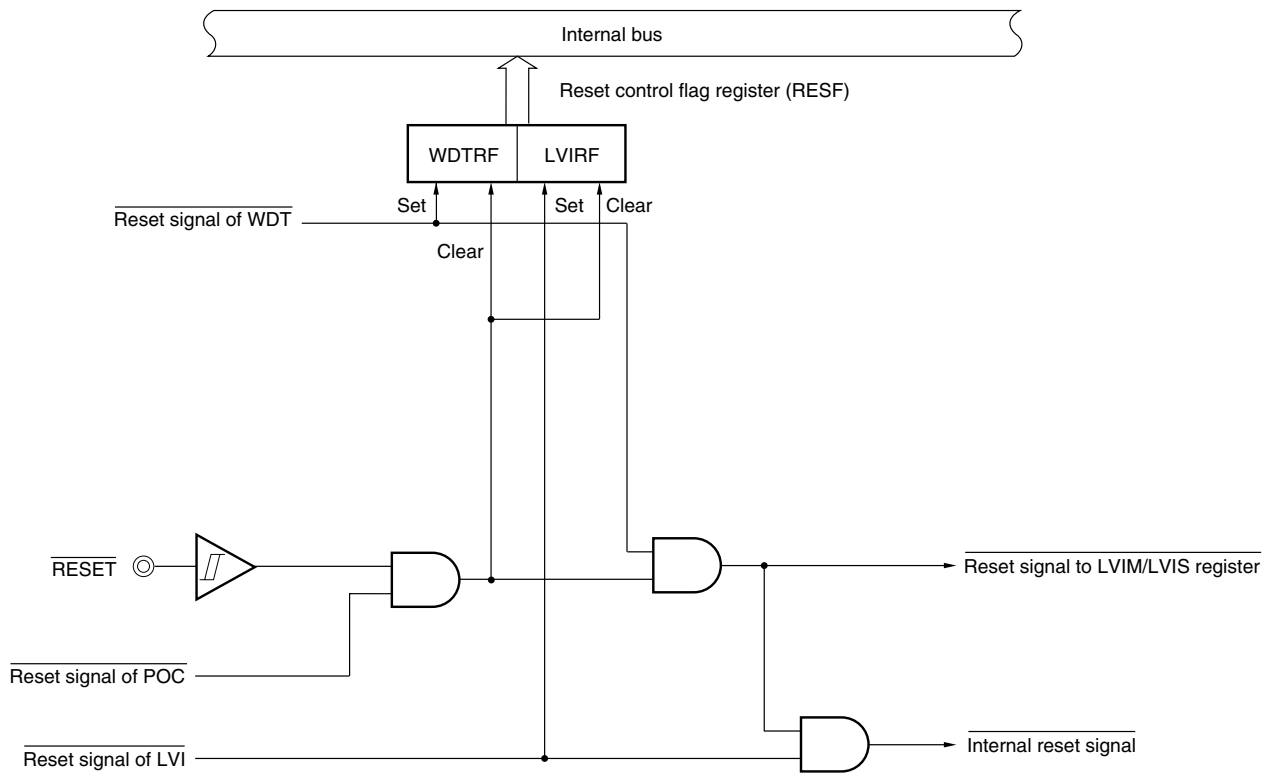 Internal bus
Reset control flag register (RESF)
WDTRF
LVIRF
Set
Set
Clear
Reset signal of WDT
Clear
RESET
Reset signal to LVIM/LVIS register
Reset signal of POC
Internal reset signal
Reset signal of LVI